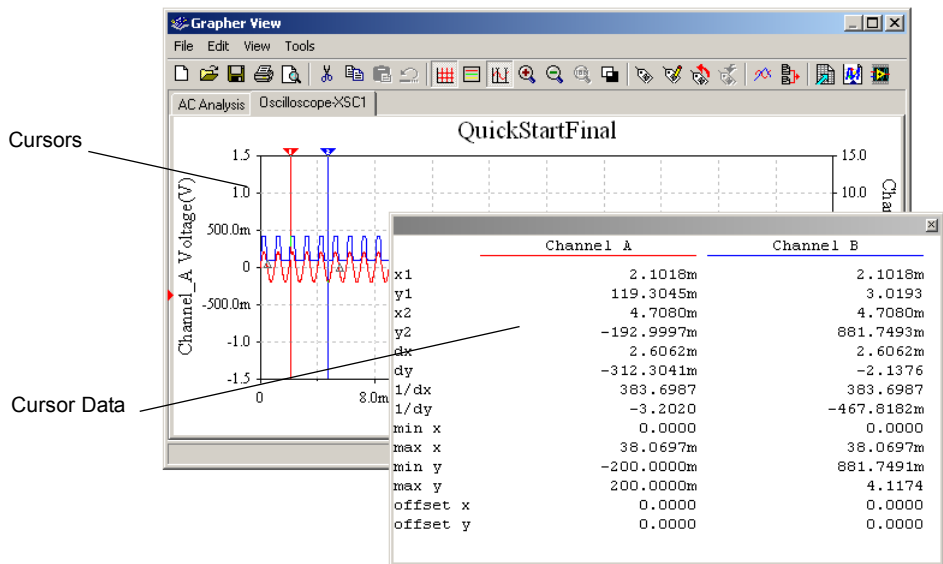 Grapher View
File Edit View Tools
AC Analysis Oscilloscope-XSC1
QuickStartFinal
Cursors
Channel_A Voltage(V)
1.5
1.0
500.0m
0
-500.0m
-1.0
-1.5
0 8.0m
15.0
10.0
Cha
Channel A Channel B
x1 2.1018m 2.1018m
y1 119.3045m 3.0193
x2 4.7080m 4.7080m
y2 -192.9997m 881.7493m
dx 2.6062m 2.6062m
dy -312.3041m -2.1376
1/dx 383.6987 383.6987
1/dy -3.2020 -467.8182m
min x 0.0000 0.0000
max x 38.0697m 38.0697m
min y -200.0000m 881.7491m
max y 200.0000m 4.1174
offset x 0.0000 0.0000
offset y 0.0000 0.0000
Cursor Data